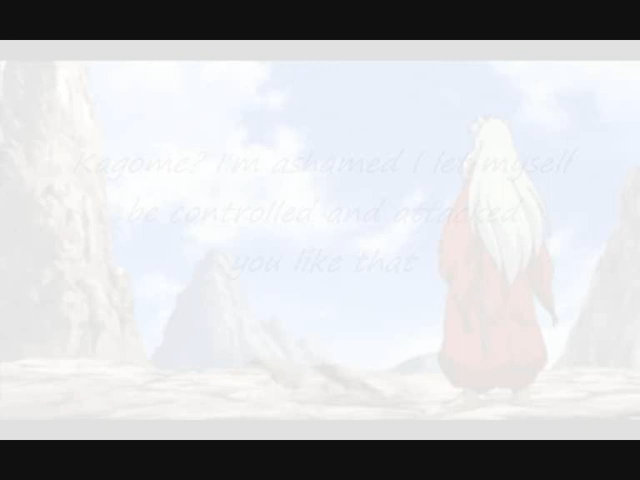 Kagome? I'm ashamed I let myself
be controlled and attacked
you like that